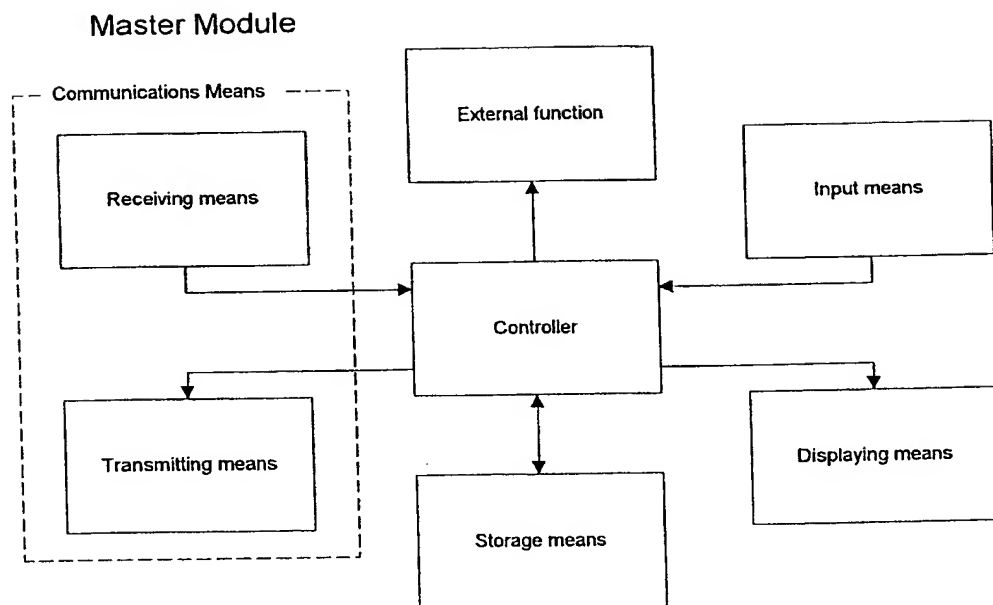 Master Module
Communications Means
External function
Receiving means
Input means
Controller
Transmitting means
Displaying means
Storage means